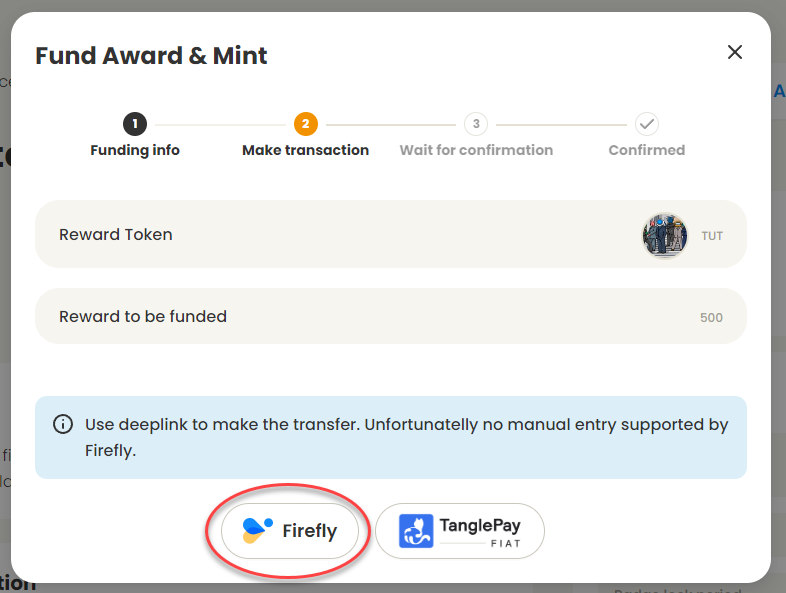 Fund Award & Mint
1
2
3
Funding info
Make transaction
Wait for confirmation
Confirmed
Reward Token
TUT
Reward to be funded
500
Use deeplink to make the transfer. Unfortunatelly no manual entry supported by
Firefly.
Firefly
TanglePay
FIAT